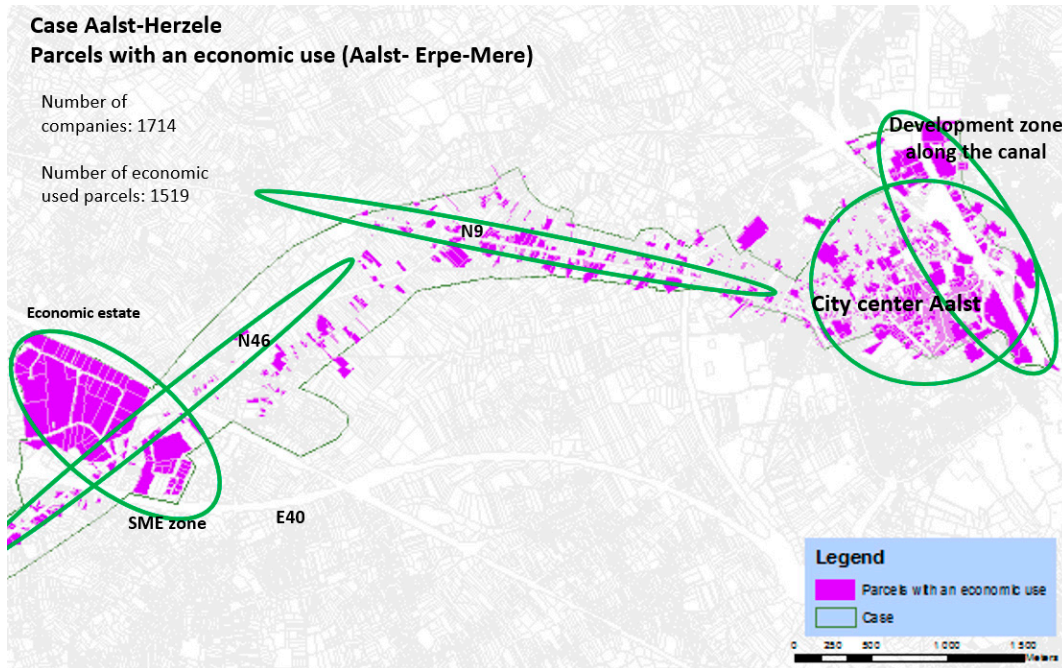 Case Aalst-Herzele
Parcels with an economic use (Aalst- Erpe-Mere)
Number of
companies: 1714
Number of economic
used parcels: 1519
Development zone
along the canal
N9
City center Aalst
Economic estate
N46
SME zone
E40
Legend
Parcels with an economic use
Case
0 250 500 1 000 1 500
Meters